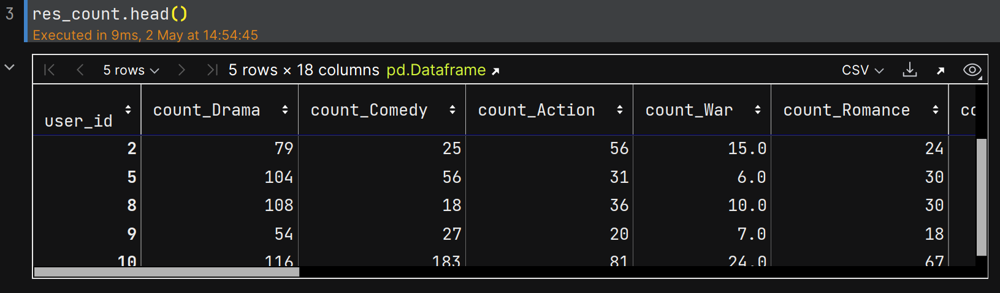 3 res_count.head()
Executed in 9ms, 2 May at 14:54:45
5 rows 5 rows × 18 columns pd.Dataframe CSV
user_id count_Drama count_Comedy count_Action count_War count_Romance
2 79 25 56 15.0 24
5 104 56 31 6.0 30
8 108 18 36 10.0 30
9 54 27 20 7.0 18
10 116 183 81 24.0 67